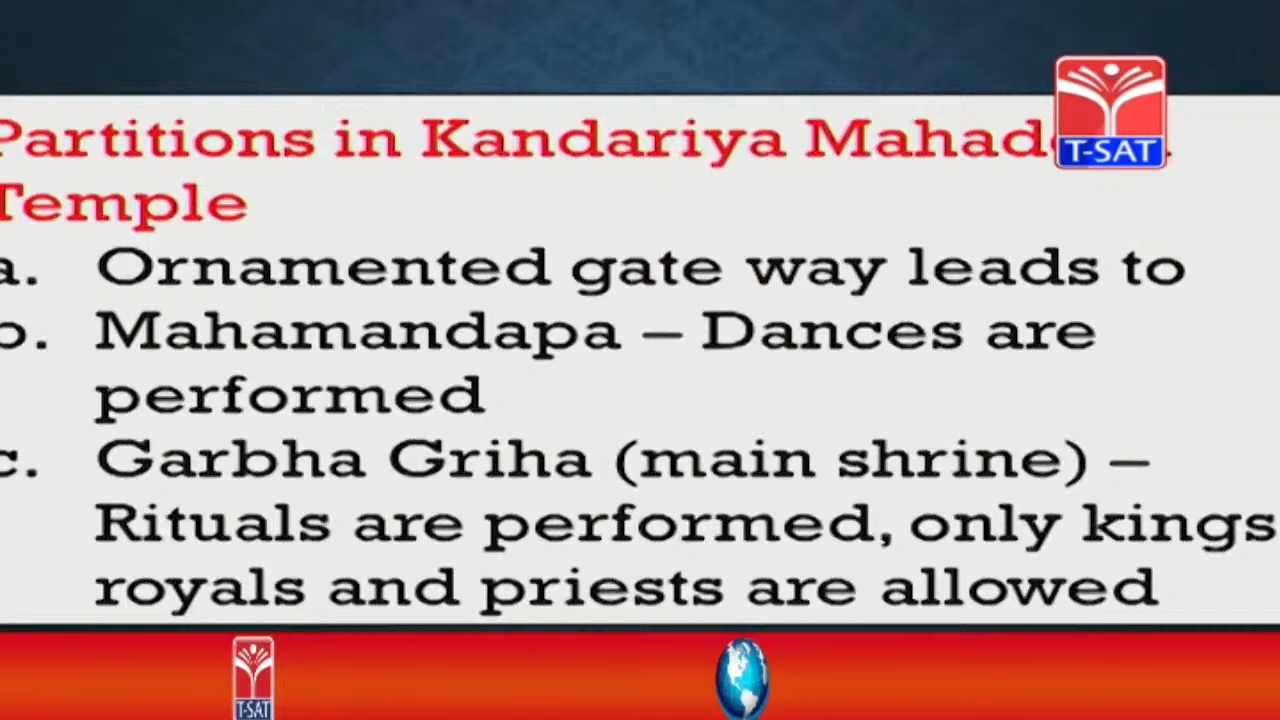 Partitions in Kandariya
Temple
a. Ornamented gate way leads to
b. Mahamandapa – Dances are
performed
c. Garbha Griha (main shrine) –
Rituals are performed, only kings
royals and priests are allowed
T-SAT
T-SAT